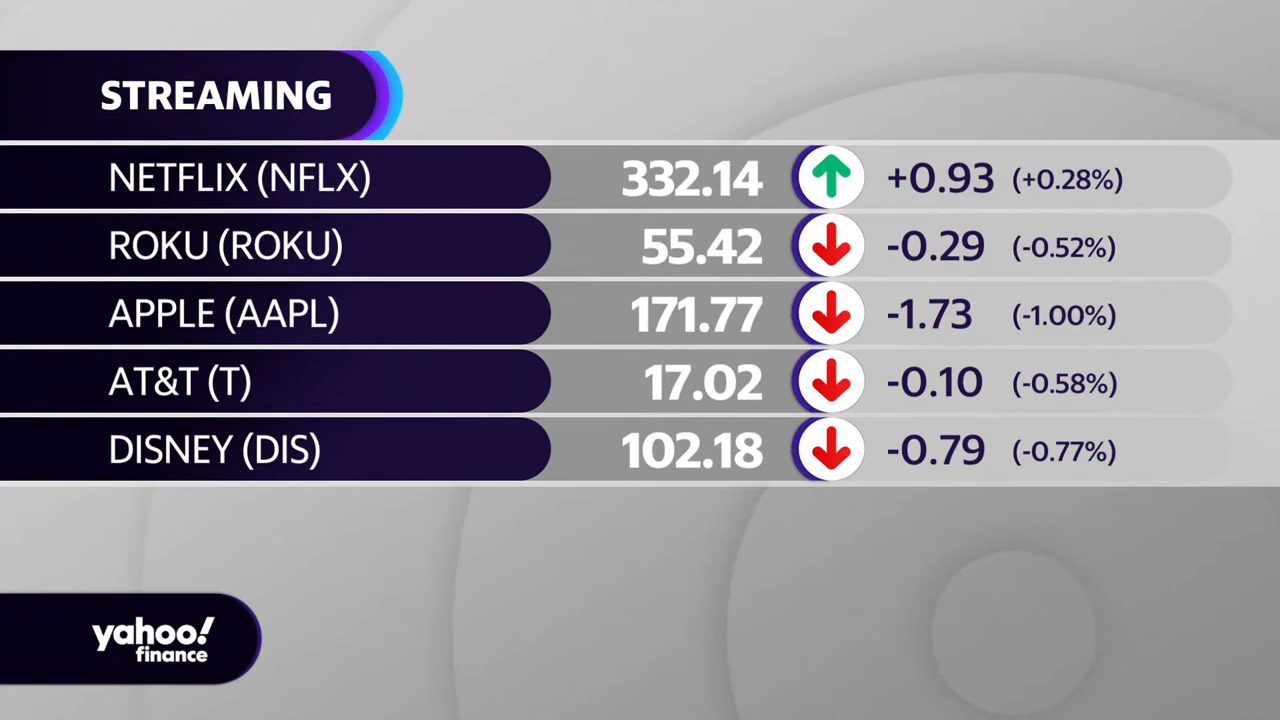 STREAMING
NETFLIX (NFLX) 332.14 +0.93 (+0.28%)
ROKU (ROKU) 55.42 -0.29 (-0.52%)
APPLE (AAPL) 171.77 -1.73 (-1.00%)
AT&T (T) 17.02 -0.10 (-0.58%)
DISNEY (DIS) 102.18 -0.79 (-0.77%)
yahoo!
finance